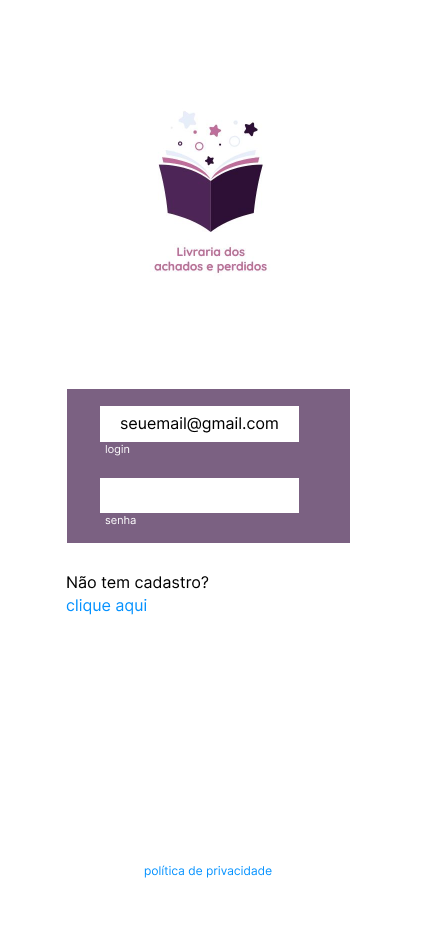 Livraria dos
achados e perdidos
seuemail@gmail.com
login
senha
Não tem cadastro?
clique aqui
política de privacidade